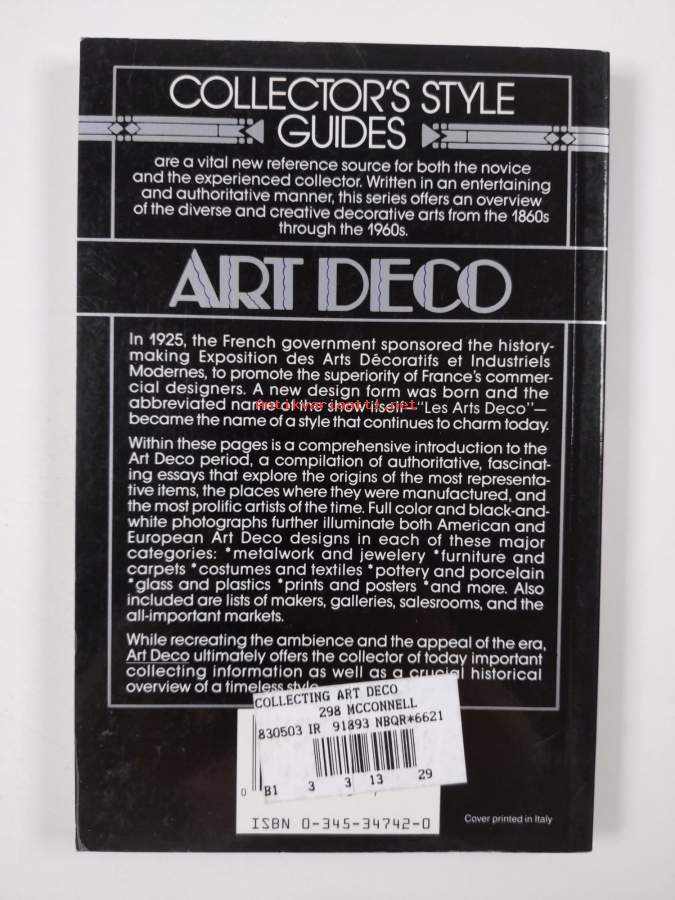 COLLECTOR'S STYLE
GUIDES
are a vital new reference source for both the novice
and the experienced collector. Written in an entertaining
and authoritative manner, this series offers an overview
of the diverse and creative decorative arts from the 1860s
through the 1960s.
ART DECO
In 1925, the French government sponsored the history-
making Exposition des Arts Décoratifs et Industriels
Modernes, to promote the superiority of France's commer-
cial designers. A new design form was born and the
abbreviated name of the show itself—"Les Arts Deco"—
became the name of a style that continues to charm today.
Within these pages is a comprehensive introduction to the
Art Deco period, a compilation of authoritative, fascinat-
ing essays that explore the origins of the most representa-
tive items, the places where they were manufactured, and
the most prolific artists of the time. Full color and black-and-
white photographs further illuminate both American and
European Art Deco designs in each of these major
categories: *metalwork and jewelery *furniture and
carpets *costumes and textiles *pottery and porcelain
*glass and plastics *prints and posters *and more. Also
included are lists of makers, galleries, salesrooms, and the
all-important markets.
While recreating the ambience and the appeal of the era,
Art Deco ultimately offers the collector of today important
collecting information as well as a crucial historical
overview of a timeless style.
COLLECTING ART DECO
298 MCCONNELL
830503 IR 91893 NBQR*6621
0 B1 3 3 13 29
ISBN 0-345-34742-0
Cover printed in Italy